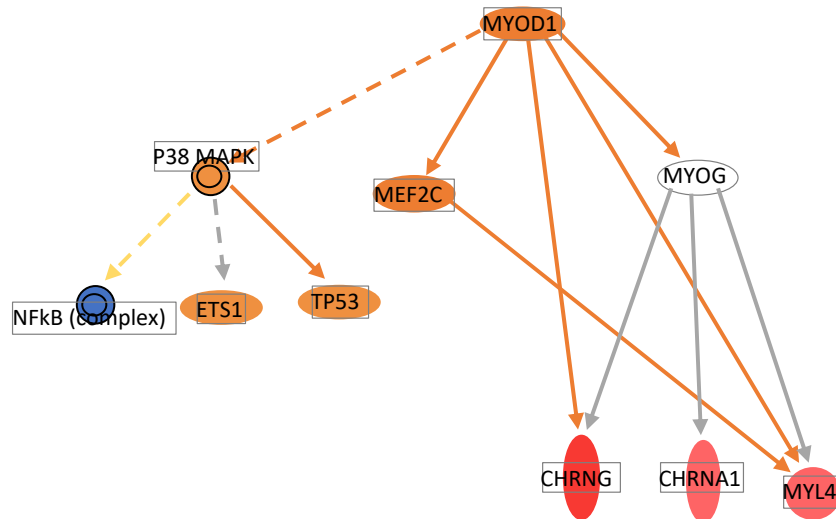 MYOD1
P38 MAPK
MEF2C
MYOG
NFkB (complex)
ETS1
TP53
CHRNG
CHRNA1
MYL4